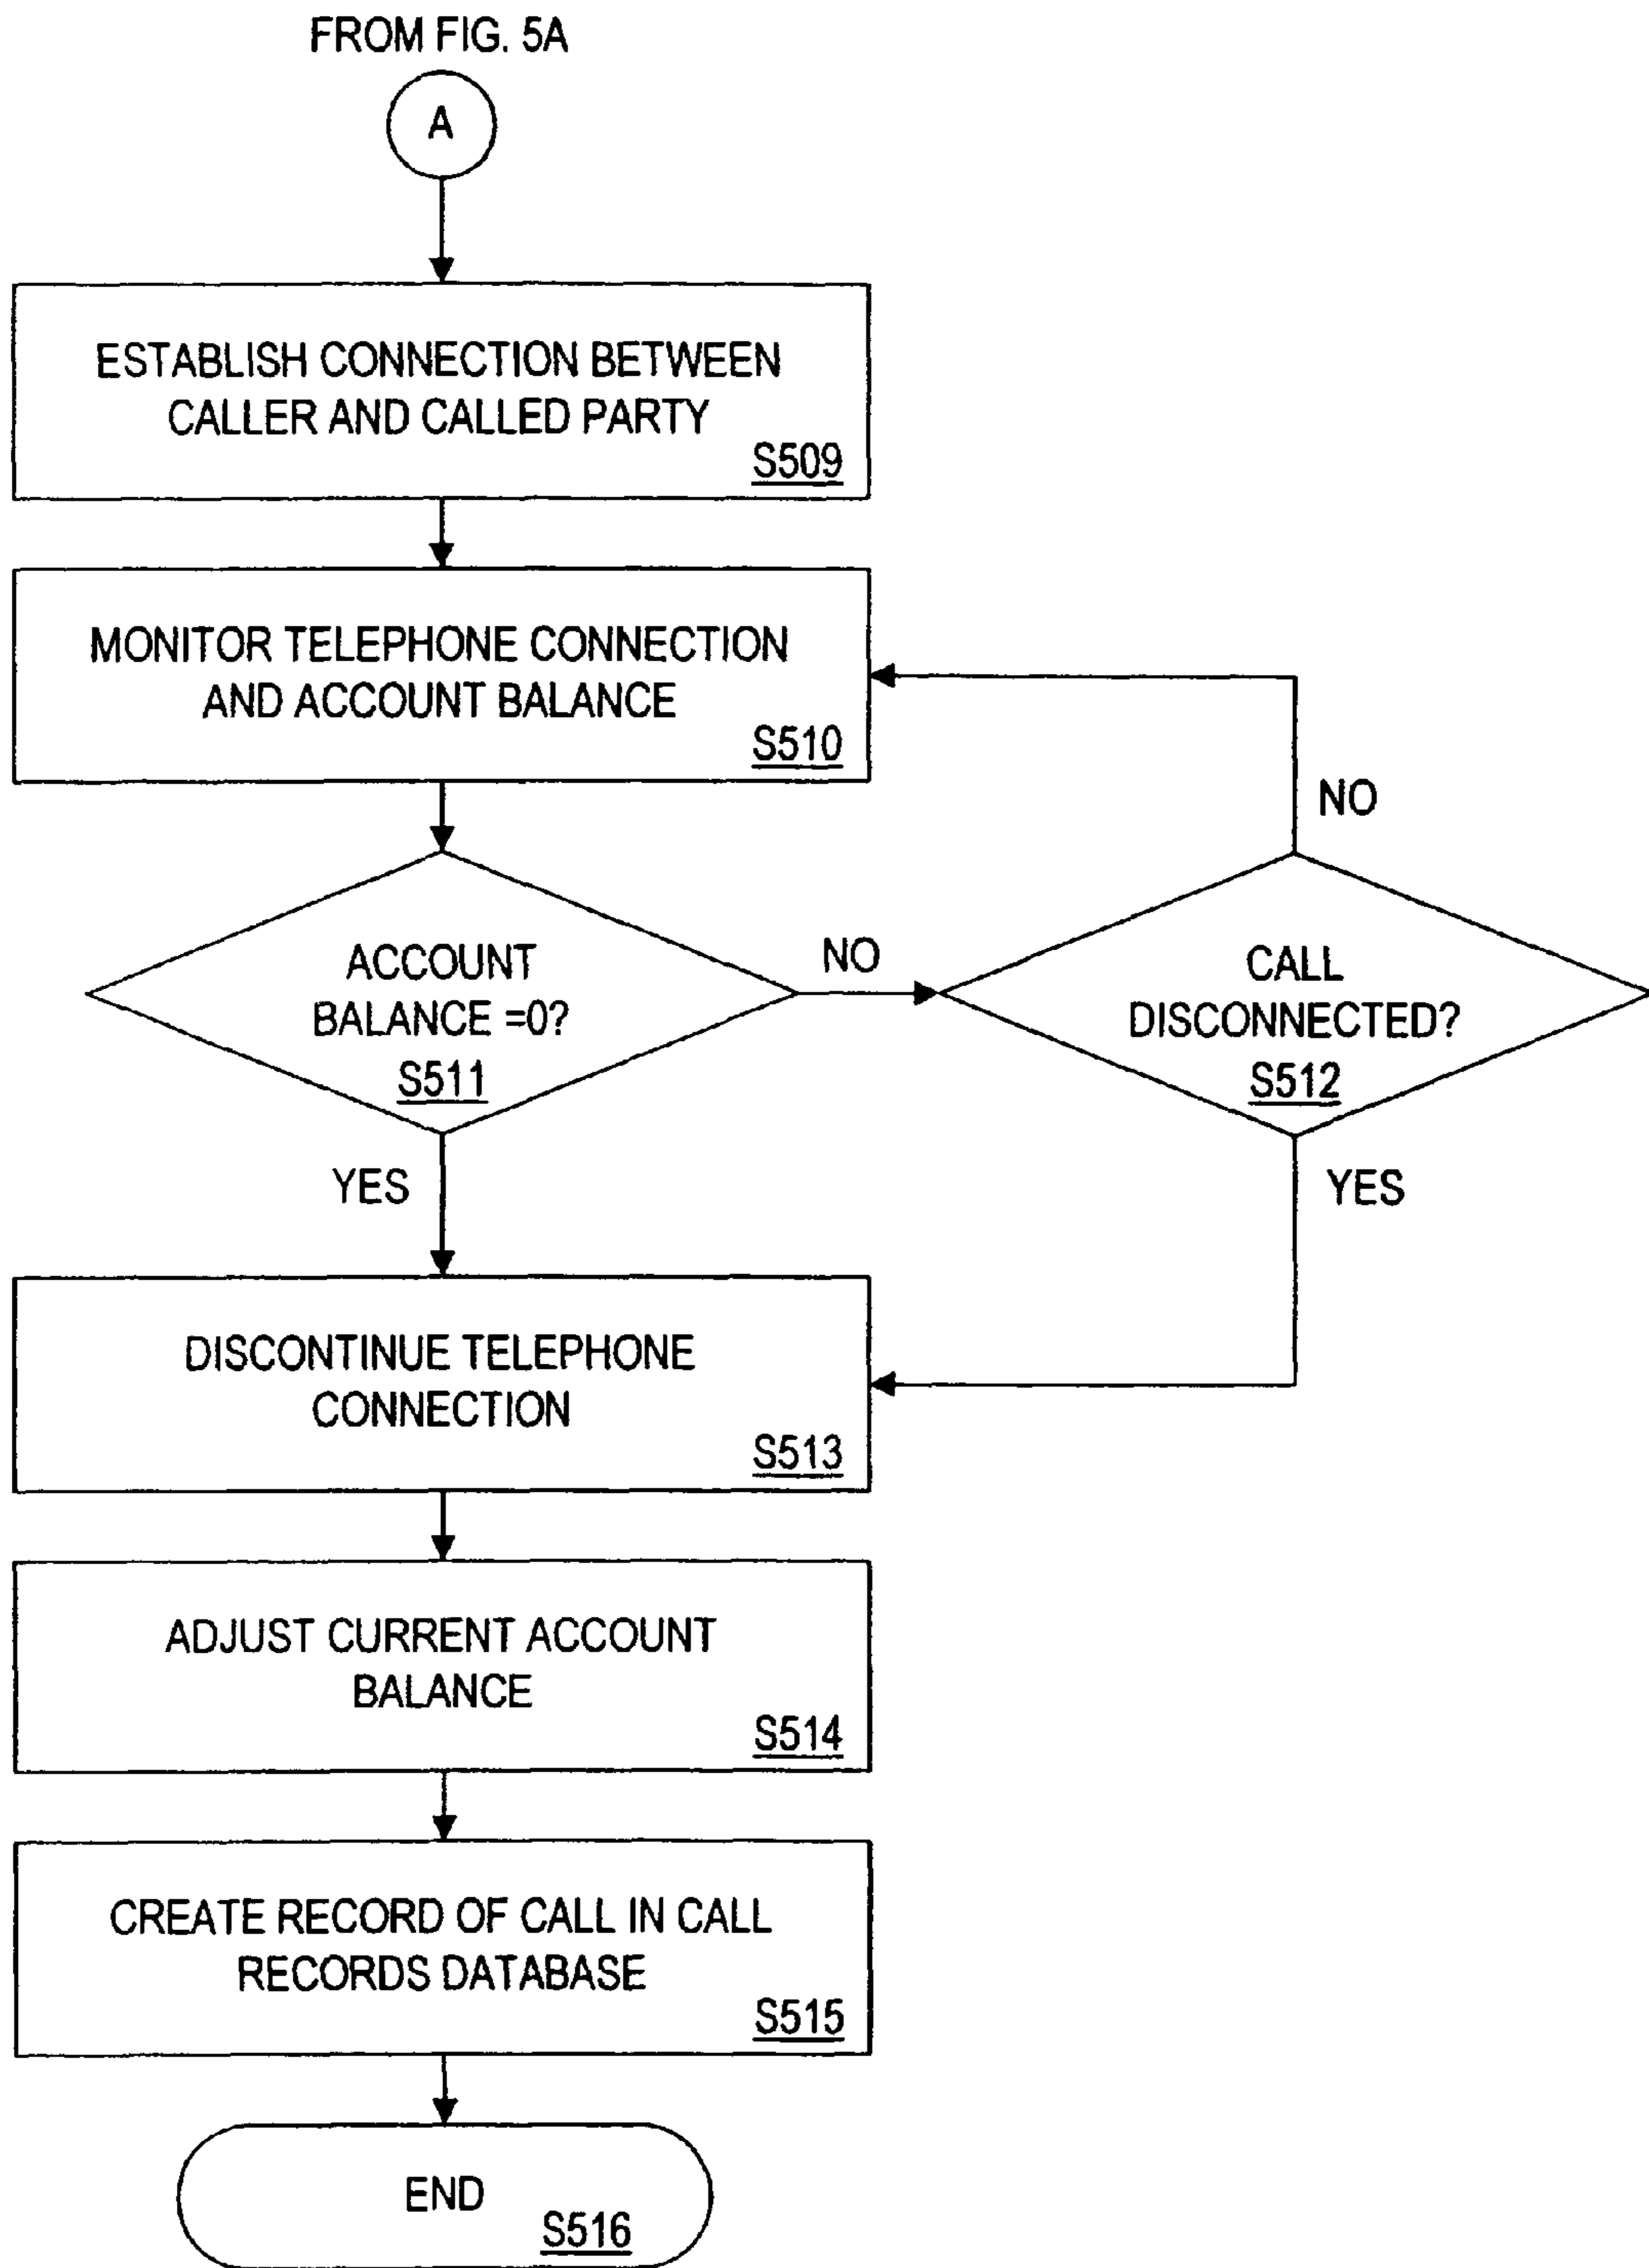 FROM FIG. 5A
A
ESTABLISH CONNECTION BETWEEN
CALLER AND CALLED PARTY
S509
MONITOR TELEPHONE CONNECTION
AND ACCOUNT BALANCE
S510
NO
ACCOUNT
BALANCE =0?
S511
NO
CALL
DISCONNECTED?
S512
YES
YES
DISCONTINUE TELEPHONE
CONNECTION
S513
ADJUST CURRENT ACCOUNT
BALANCE
S514
CREATE RECORD OF CALL IN CALL
RECORDS DATABASE
S515
END
S516